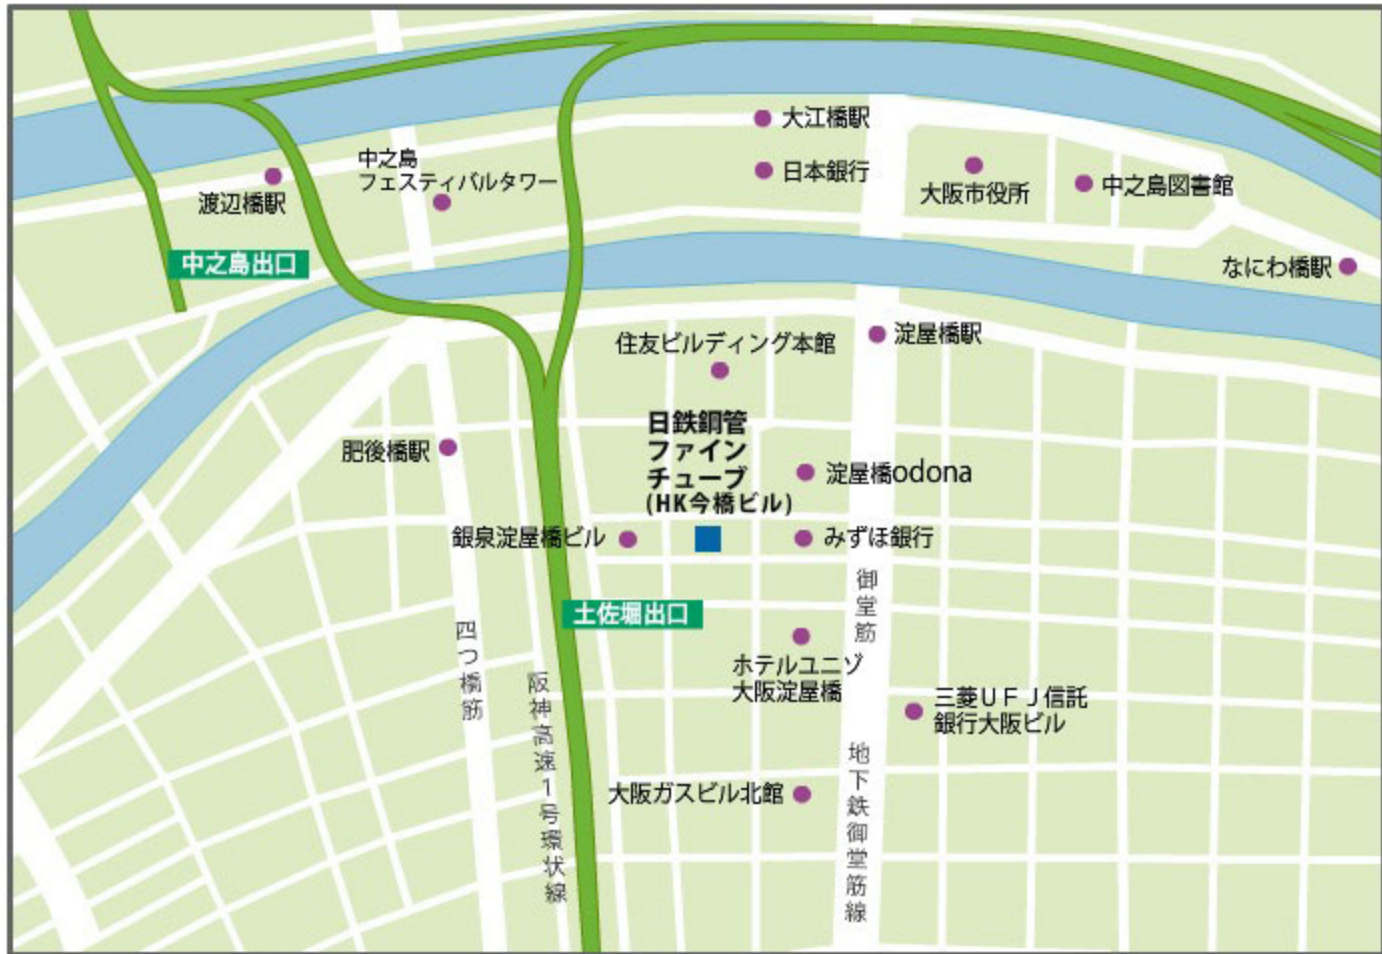 大江橋駅
中之島
フェスティバルタワー
日本銀行
大阪市役所
中之島図書館
渡辺橋駅
中之島出口
なにわ橋駅
住友ビルディング本館
淀屋橋駅
日鉄鋼管
ファイン
チューブ
(HK今橋ビル)
肥後橋駅
淀屋橋odona
銀泉淀屋橋ビル
みずほ銀行
御堂筋
土佐堀出口
四つ橋筋
ホテルユニゾ
大阪淀屋橋
阪神高速1号環状線
三菱UFJ信託
銀行大阪ビル
地下鉄御堂筋線
大阪ガスビル北館